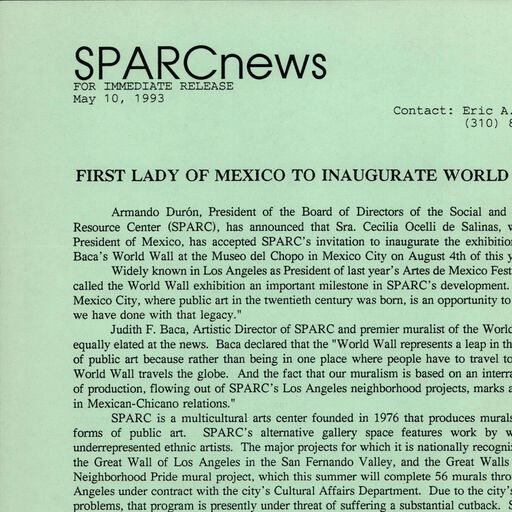 SPARCnews
FOR IMMEDIATE RELEASE
May 10, 1993
Contact: Eric A.
(310)
FIRST LADY OF MEXICO TO INAUGURATE WORLD
Armando Durón, President of the Board of Directors of the Social and
Resource Center (SPARC), has announced that Sra. Cecilia Ocelli de Salinas,
President of Mexico, has accepted SPARC's invitation to inaugurate the
Baca's World Wall at the Museo del Chopo in Mexico City on August 4th of this
Widely known in Los Angeles as President of last year's Artes de Mexico
called the World Wall exhibition an important milestone in SPARC's development.
Mexico City, where public art in the twentieth century was born, is an opportunity to
we have done with that legacy."
Judith F. Baca, Artistic Director of SPARC and premier muralist of the World
equally elated at the news. Baca declared that the "World Wall represents a leap in
of public art because rather than being in one place where people have to travel
World Wall travels the globe. And the fact that our muralism is based on an
of production, flowing out of SPARC's Los Angeles neighborhood projects, marks
in Mexican-Chicano relations."
SPARC is a multicultural arts center founded in 1976 that produces
forms of public art. SPARC's alternative gallery space features work by
underrepresented ethnic artists. The major projects for which it is nationally
the Great Wall of Los Angeles in the San Fernando Valley, and the Great Walls
Neighborhood Pride mural project, which this summer will complete 56 murals
Angeles under contract with the city's Cultural Affairs Department. Due to the
problems, that program is presently under threat of suffering a substantial cutback.